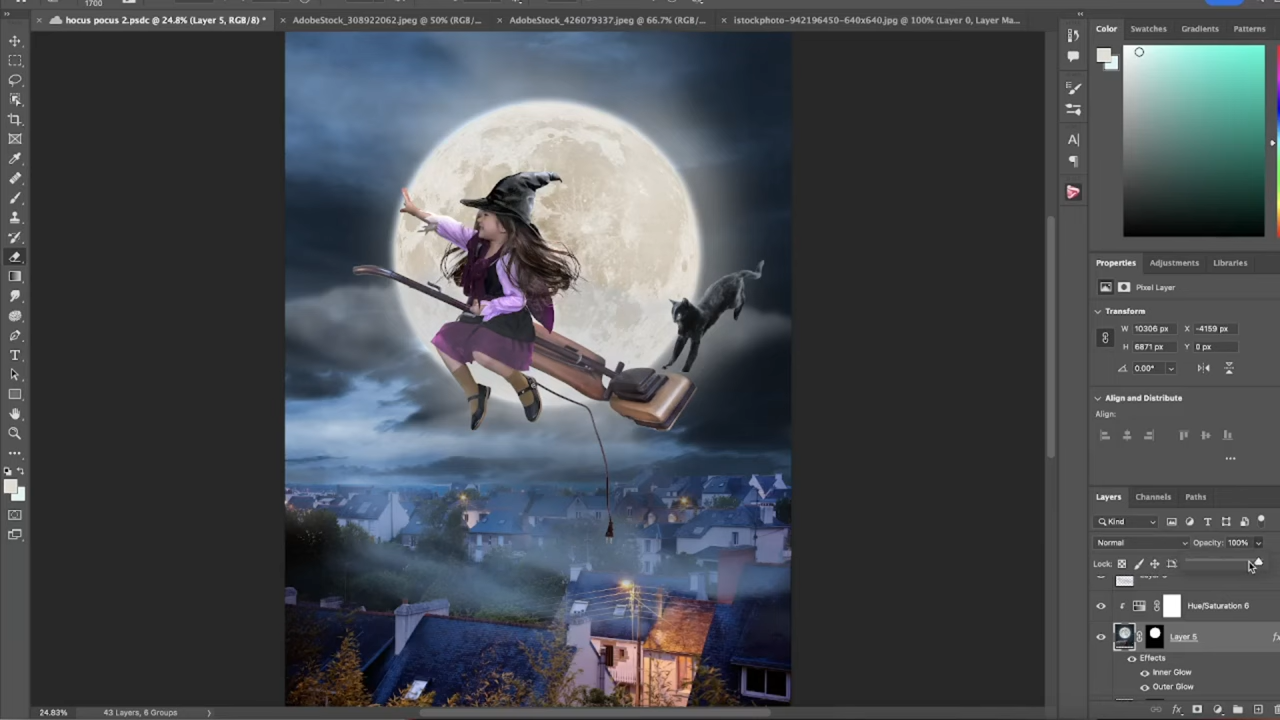 1700
hocus pocus 2.psdc @ 24.8% (Layer 5, RGB/8) *
AdobeStock_308922062.jpeg @ 50% (RGB/...
AdobeStock_426079337.jpeg @ 66.7% (RGB/...
istockphoto-942196450-640x640.jpg @ 100% (Layer 0, Layer Ma...
Color Swatches Gradients Patterns
Properties Adjustments Libraries
Pixel Layer
Transform
W 10306 px X -4159 px
H 6871 px Y 0 px
0.00°
Align and Distribute
Align:
Layers Channels Paths
Kind
Normal Opacity: 100%
Lock:
Hue/Saturation 6
Layer 5 fx
Effects
Inner Glow
Outer Glow
24.83% 43 Layers, 6 Groups